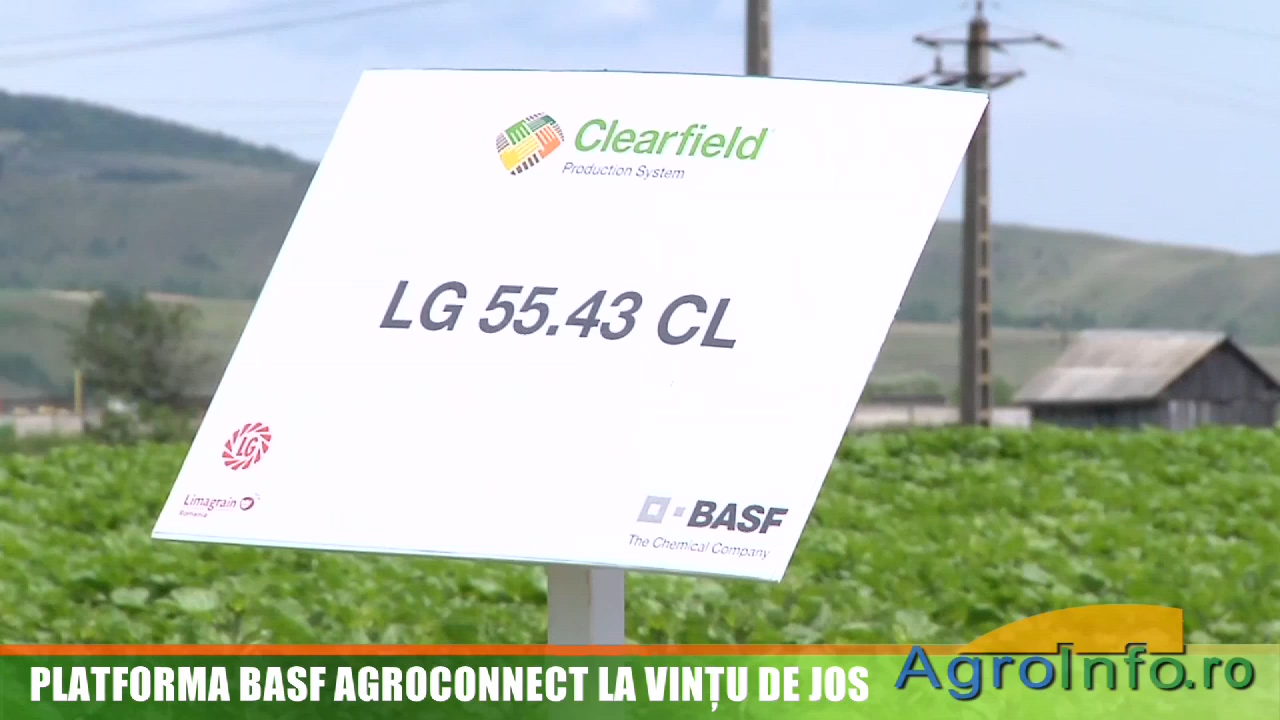 Clearfield
Production System
LG 55.43 CL
LG
Limagrain
Romania
BASF
The Chemical Company
PLATFORMA BASF AGROCONNECT LA VINȚU DE JOS
AgroInfo.ro